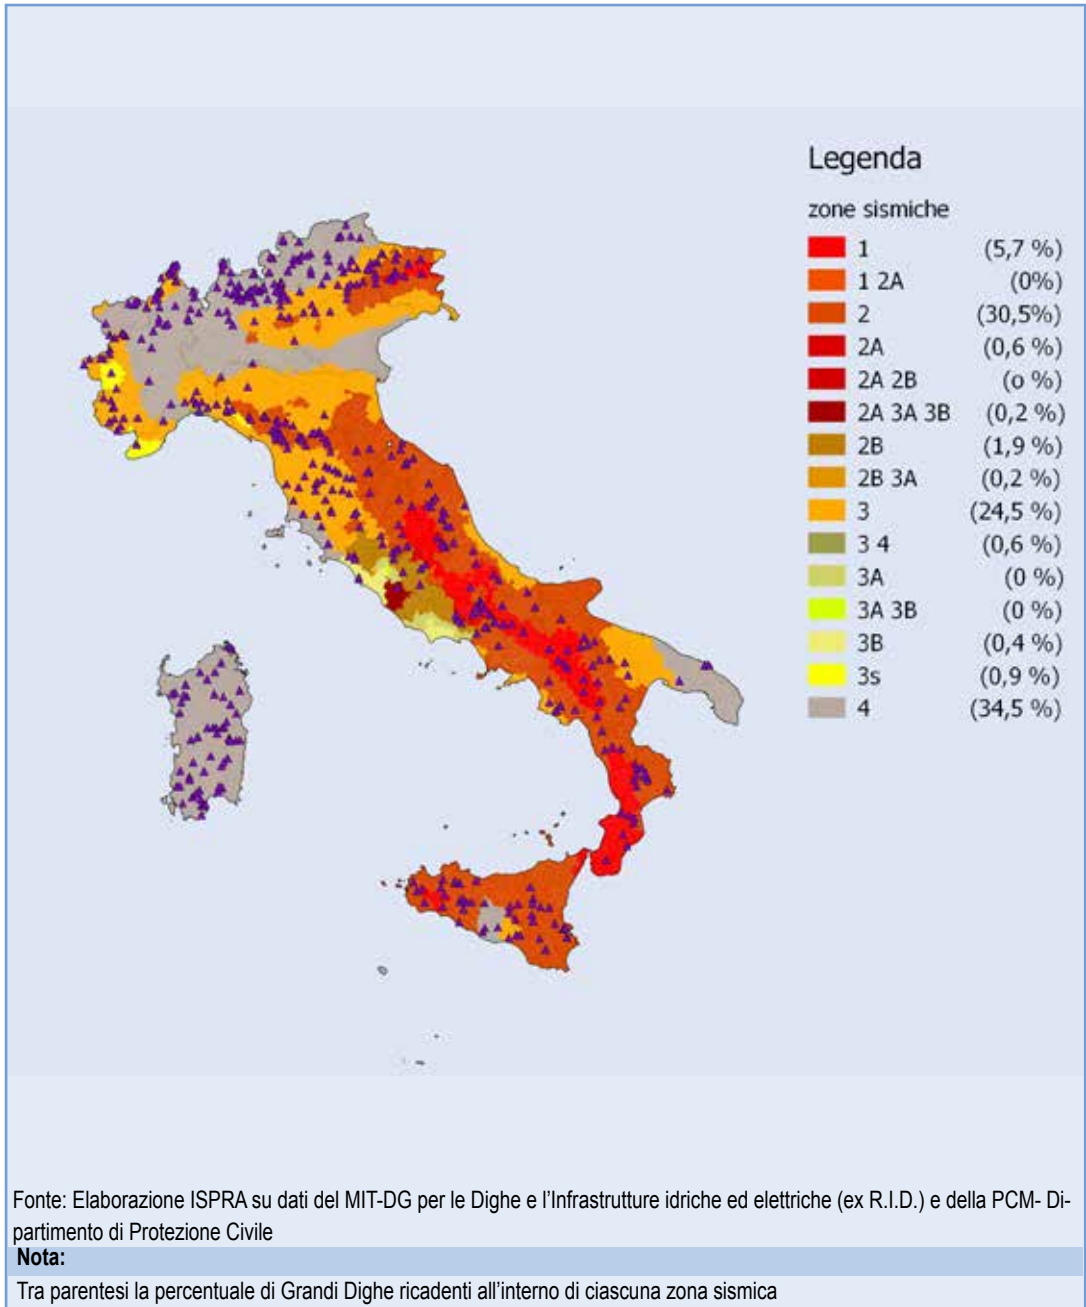 Legenda
zone sismiche
1 (5,7 %)
1 2A (0%)
2 (30,5%)
2A (0,6 %)
2A 2B (o %)
2A 3A 3B (0,2 %)
2B (1,9 %)
2B 3A (0,2 %)
3 (24,5 %)
3 4 (0,6 %)
3A (0 %)
3A 3B (0 %)
3B (0,4 %)
3s (0,9 %)
4 (34,5 %)
Fonte: Elaborazione ISPRA su dati del MIT-DG per le Dighe e l'Infrastrutture idriche ed elettriche (ex R.I.D.) e della PCM- Di-
partimento di Protezione Civile
Nota:
Tra parentesi la percentuale di Grandi Dighe ricadenti all'interno di ciascuna zona sismica